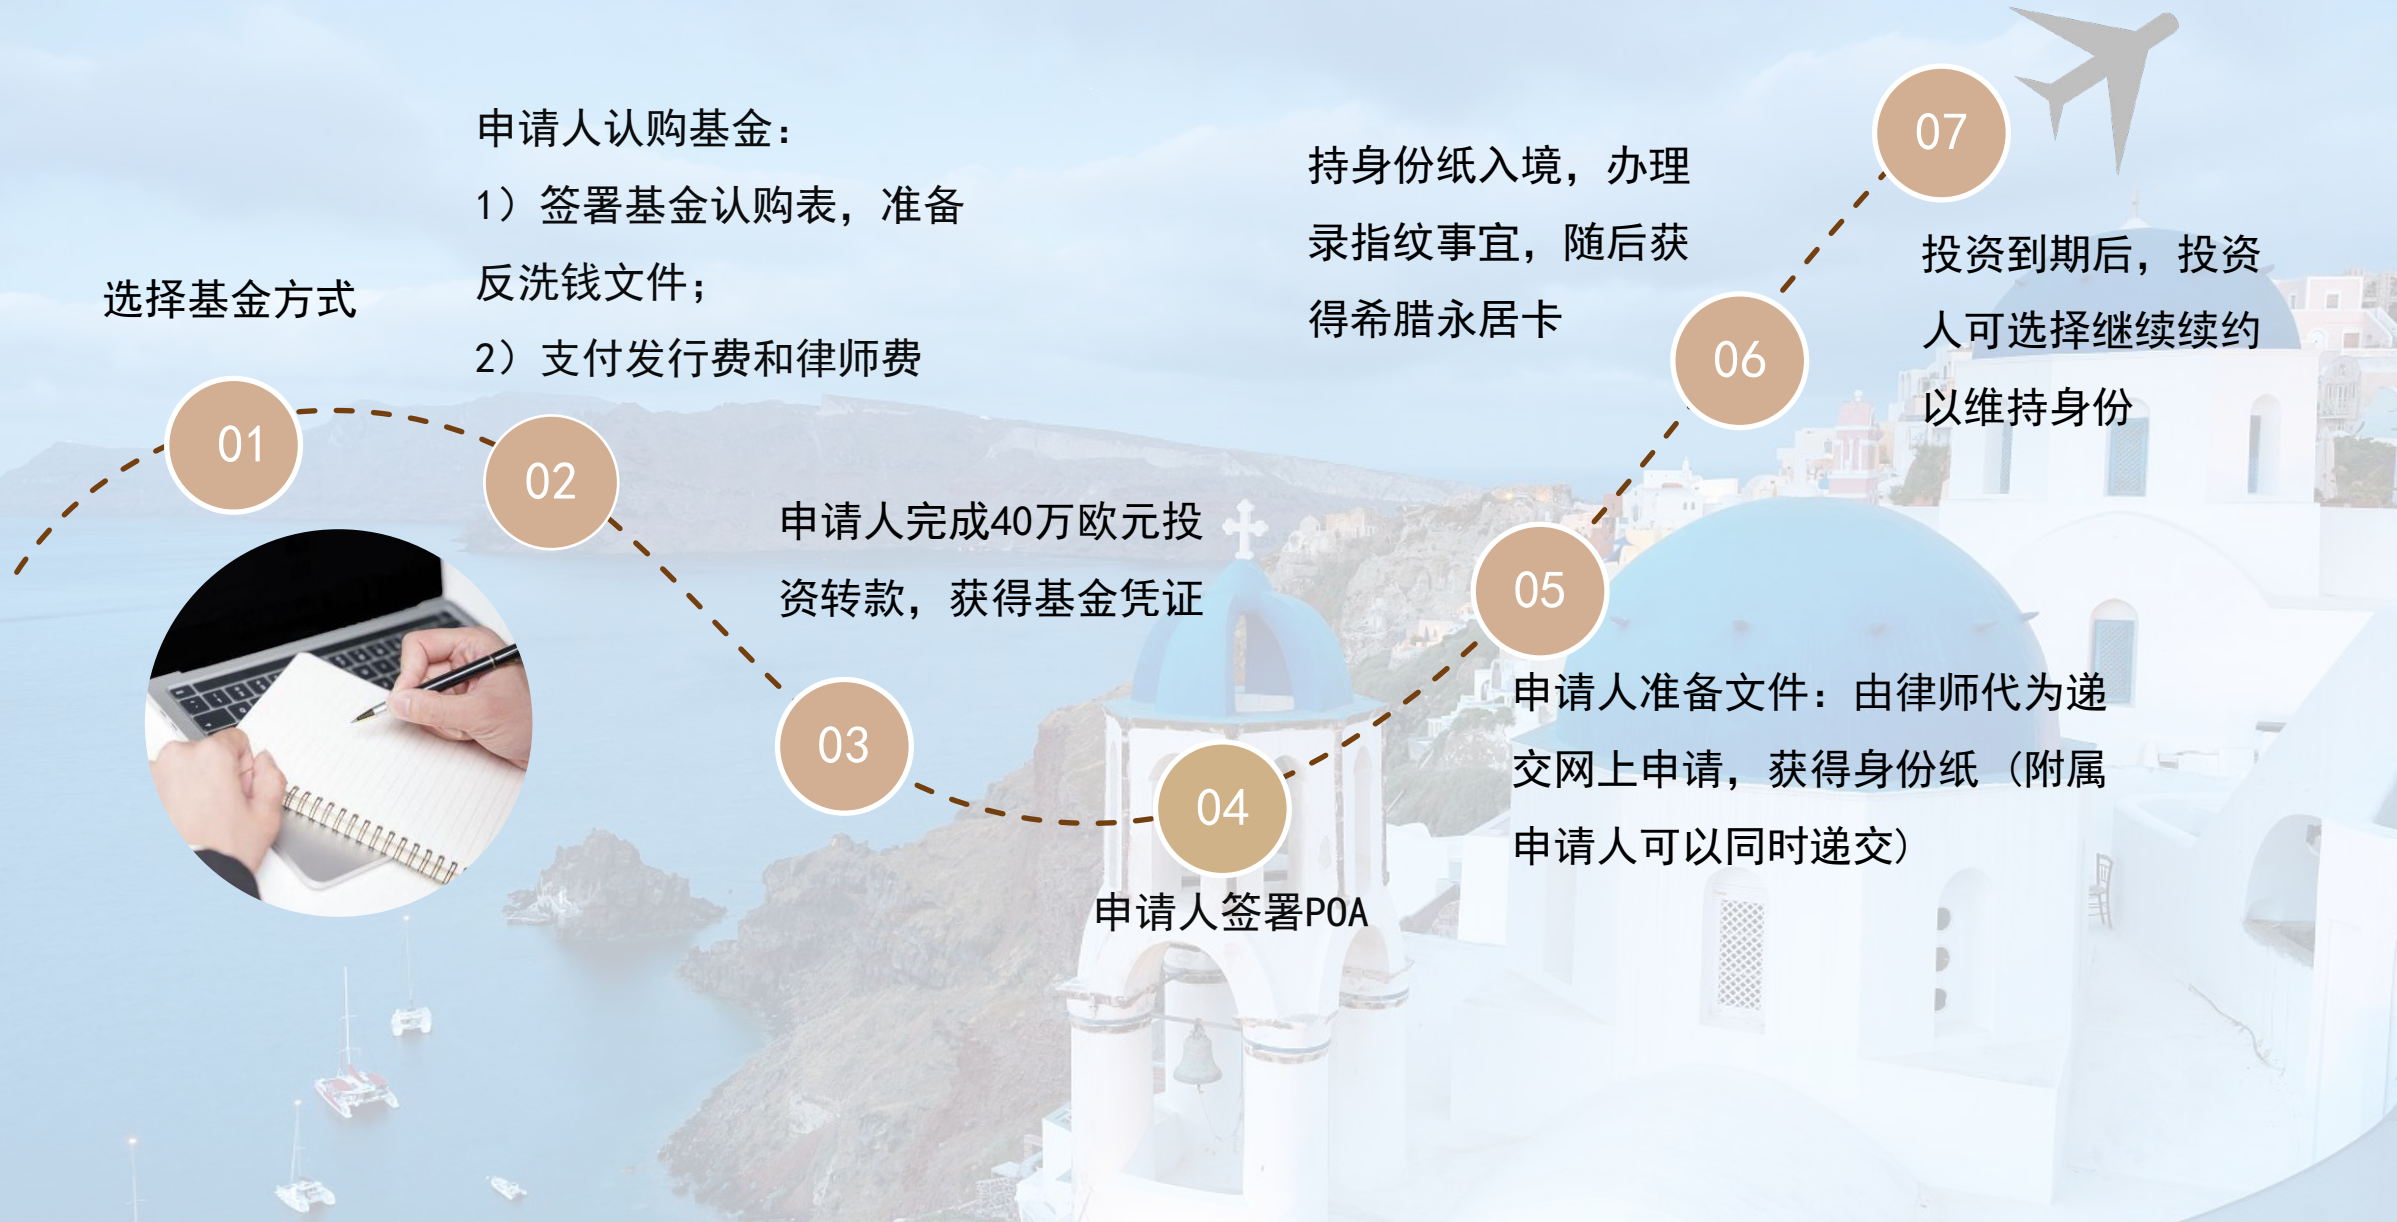 01
选择基金方式
02
申请人认购基金：
1）签署基金认购表，准备
反洗钱文件；
2）支付发行费和律师费
03
申请人完成40万欧元投
资转款，获得基金凭证
04
申请人签署POA
05
申请人准备文件：由律师代为递
交网上申请，获得身份纸（附属
申请人可以同时递交）
06
持身份纸入境，办理
录指纹事宜，随后获
得希腊永居卡
07
投资到期后，投资
人可选择继续续约
以维持身份